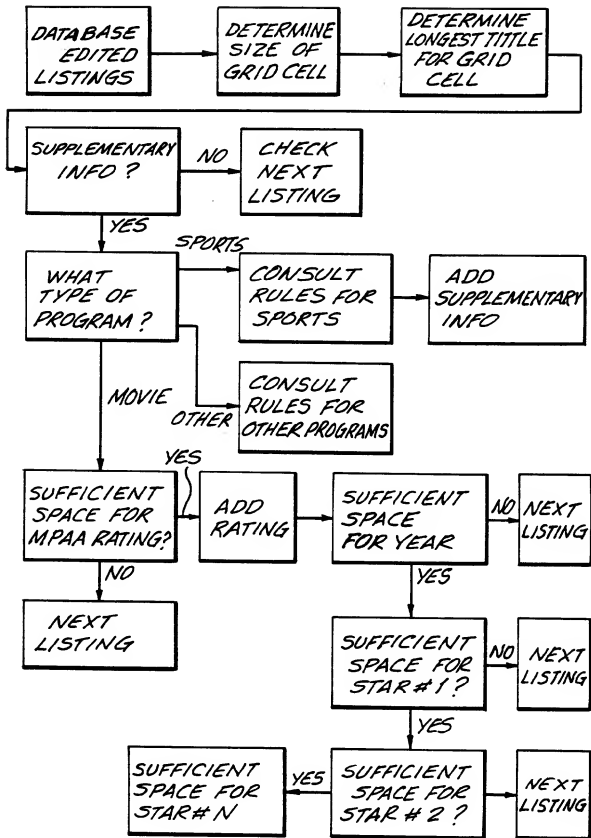 DATABASE
EDITED
LISTINGS
DETERMINE
SIZE OF
GRID CELL
DETERMINE
LONGEST TITTLE
FOR GRID
CELL
SUPPLEMENTARY
INFO ?
NO
CHECK
NEXT
LISTING
YES
WHAT
TYPE OF
PROGRAM ?
SPORTS
CONSULT
RULES FOR
SPORTS
ADD
SUPPLEMENTARY
INFO
MOVIE
OTHER
CONSULT
RULES FOR
OTHER PROGRAMS
SUFFICIENT
SPACE FOR
MPAA RATING?
YES
ADD
RATING
SUFFICIENT
SPACE
FOR YEAR
NO
NEXT
LISTING
NO
NEXT
LISTING
YES
SUFFICIENT
SPACE FOR
STAR #1 ?
NO
NEXT
LISTING
YES
SUFFICIENT
SPACE FOR
STAR # 2 ?
NEXT
LISTING
YES
SUFFICIENT
SPACE FOR
STAR# N